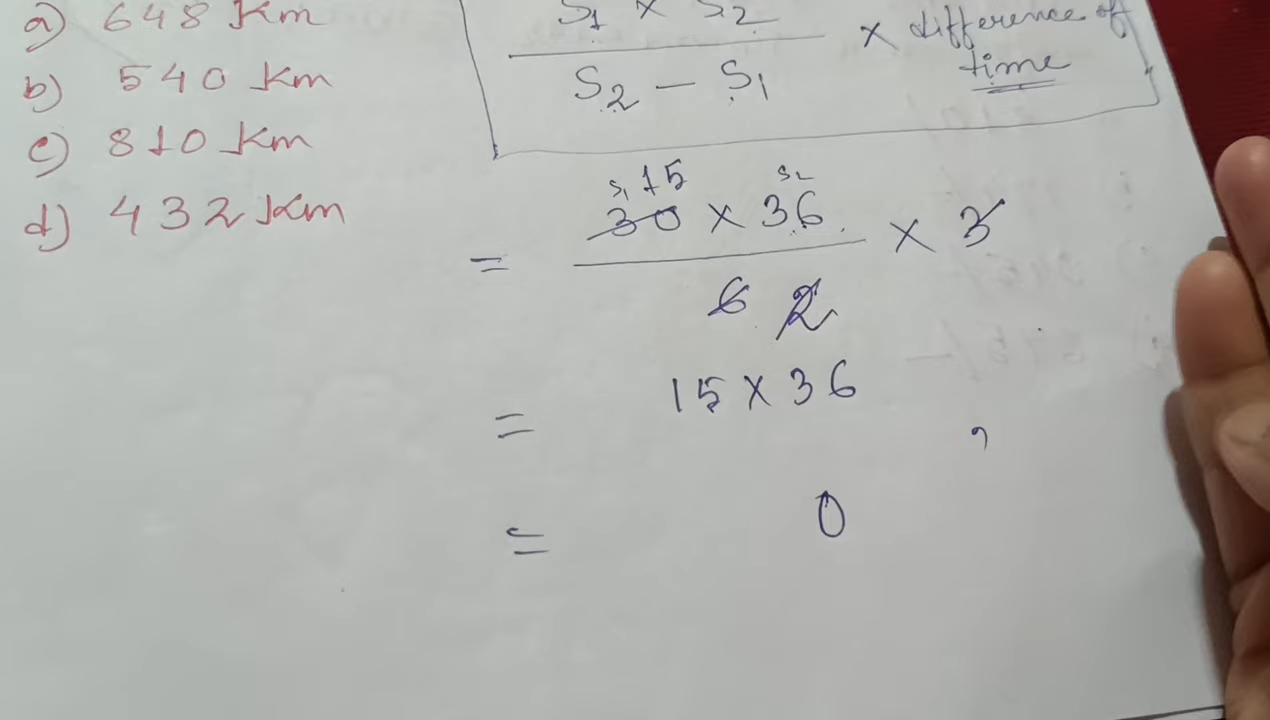 a) 648 Km
b) 540 Km
c) 810 Km
d) 432 Km
S1 × S2
S2 - S1
× difference of
time
S1 15 S2
= 30 × 36 × 3
6 2
= 15 × 36
,
= 0